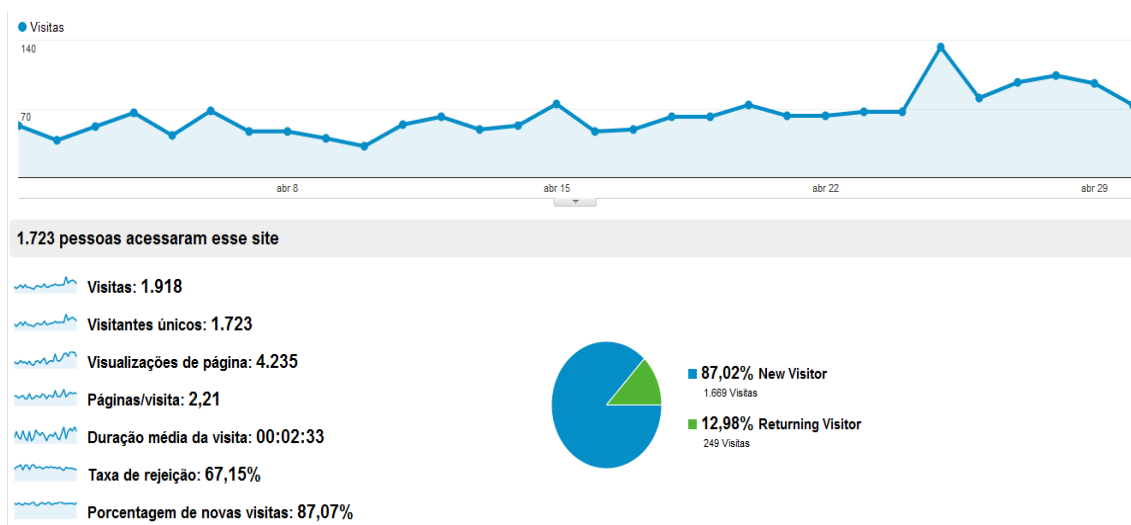 Visitas
140
70
abr 8
abr 15
abr 22
abr 29
1.723 pessoas acessaram esse site
Visitas: 1.918
Visitantes únicos: 1.723
Visualizações de página: 4.235
Páginas/visita: 2,21
Duração média da visita: 00:02:33
Taxa de rejeição: 67,15%
Porcentagem de novas visitas: 87,07%
87,02% New Visitor
1.669 Visitas
12,98% Returning Visitor
249 Visitas